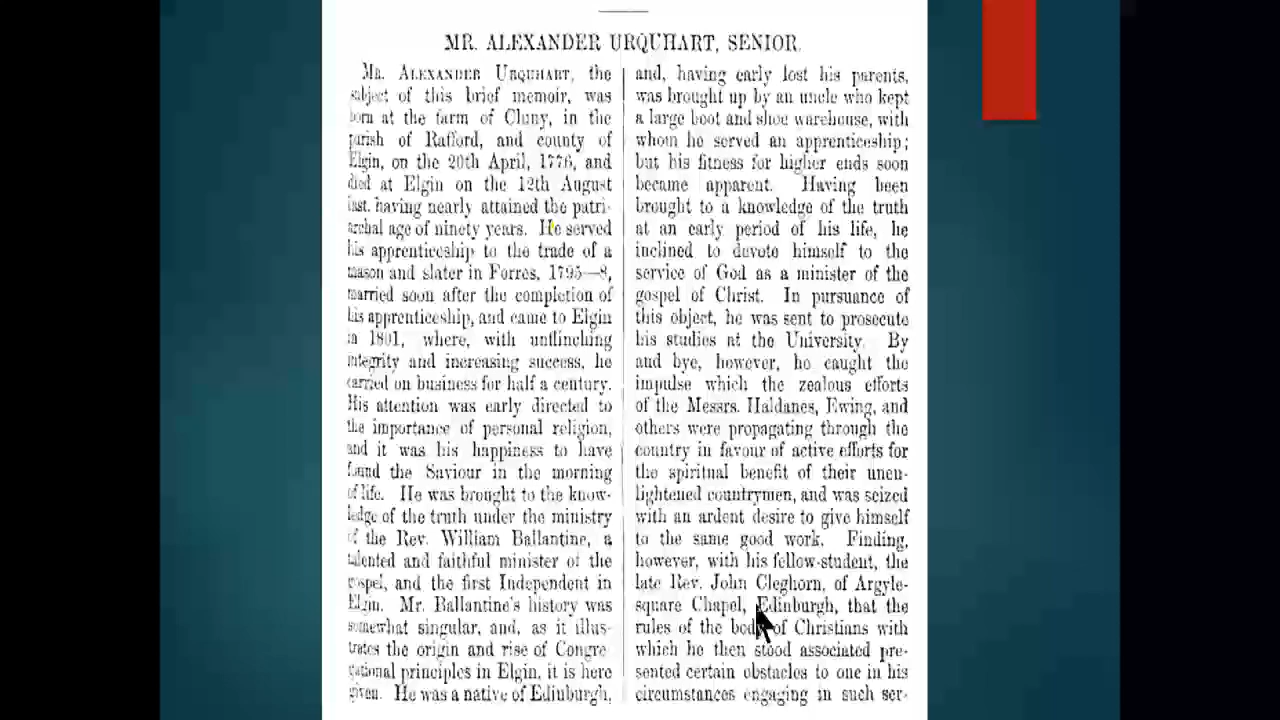 MR. ALEXANDER URQUHART, SENIOR.
Mr. Alexander Urquhart, the
subject of this brief memoir, was
born at the farm of Cluny, in the
parish of Rafford, and county of
Elgin, on the 20th April, 1776, and
died at Elgin on the 12th August
last, having nearly attained the patri-
archal age of ninety years. He served
his apprenticeship to the trade of a
mason and slater in Forres, 1795—8,
married soon after the completion of
his apprenticeship, and came to Elgin
in 1801, where, with unflinching
integrity and increasing success, he
carried on business for half a century.
His attention was early directed to
the importance of personal religion,
and it was his happiness to have
found the Saviour in the morning
of life. He was brought to the know-
ledge of the truth under the ministry
of the Rev. William Ballantine, a
talented and faithful minister of the
gospel, and the first Independent in
Elgin. Mr. Ballantine's history was
somewhat singular, and, as it illus-
trates the origin and rise of Congre
gational principles in Elgin, it is here
given. He was a native of Edinburgh,
and, having early lost his parents,
was brought up by an uncle who kept
a large boot and shoe warehouse, with
whom he served an apprenticeship;
but his fitness for higher ends soon
became apparent. Having been
brought to a knowledge of the truth
at an early period of his life, he
inclined to devote himself to the
service of God as a minister of the
gospel of Christ. In pursuance of
this object, he was sent to prosecute
his studies at the University. By
and bye, however, he caught the
impulse which the zealous efforts
of the Messrs. Haldanes, Ewing, and
others were propagating through the
country in favour of active efforts for
the spiritual benefit of their unen-
lightened countrymen, and was seized
with an ardent desire to give himself
to the same good work. Finding,
however, with his fellow-student, the
late Rev. John Cleghorn, of Argyle-
square Chapel, Edinburgh, that the
rules of the body of Christians with
which he then stood associated pre-
sented certain obstacles to one in his
circumstances engaging in such ser-